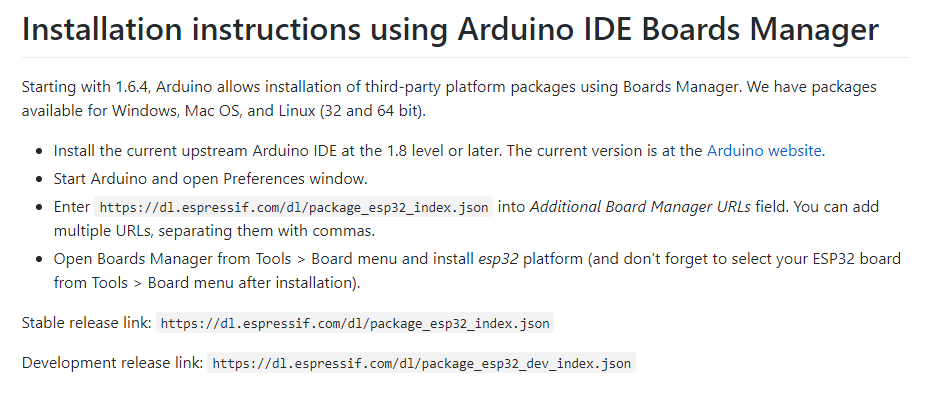 Installation instructions using Arduino IDE Boards Manager
Starting with 1.6.4, Arduino allows installation of third-party platform packages using Boards Manager. We have packages
available for Windows, Mac OS, and Linux (32 and 64 bit).
• Install the current upstream Arduino IDE at the 1.8 level or later. The current version is at the Arduino website.
• Start Arduino and open Preferences window.
• Enter https://dl.espressif.com/dl/package_esp32_index.json into Additional Board Manager URLs field. You can add
multiple URLs, separating them with commas.
• Open Boards Manager from Tools > Board menu and install esp32 platform (and don't forget to select your ESP32 board
from Tools > Board menu after installation).
Stable release link: https://dl.espressif.com/dl/package_esp32_index.json
Development release link: https://dl.espressif.com/dl/package_esp32_dev_index.json